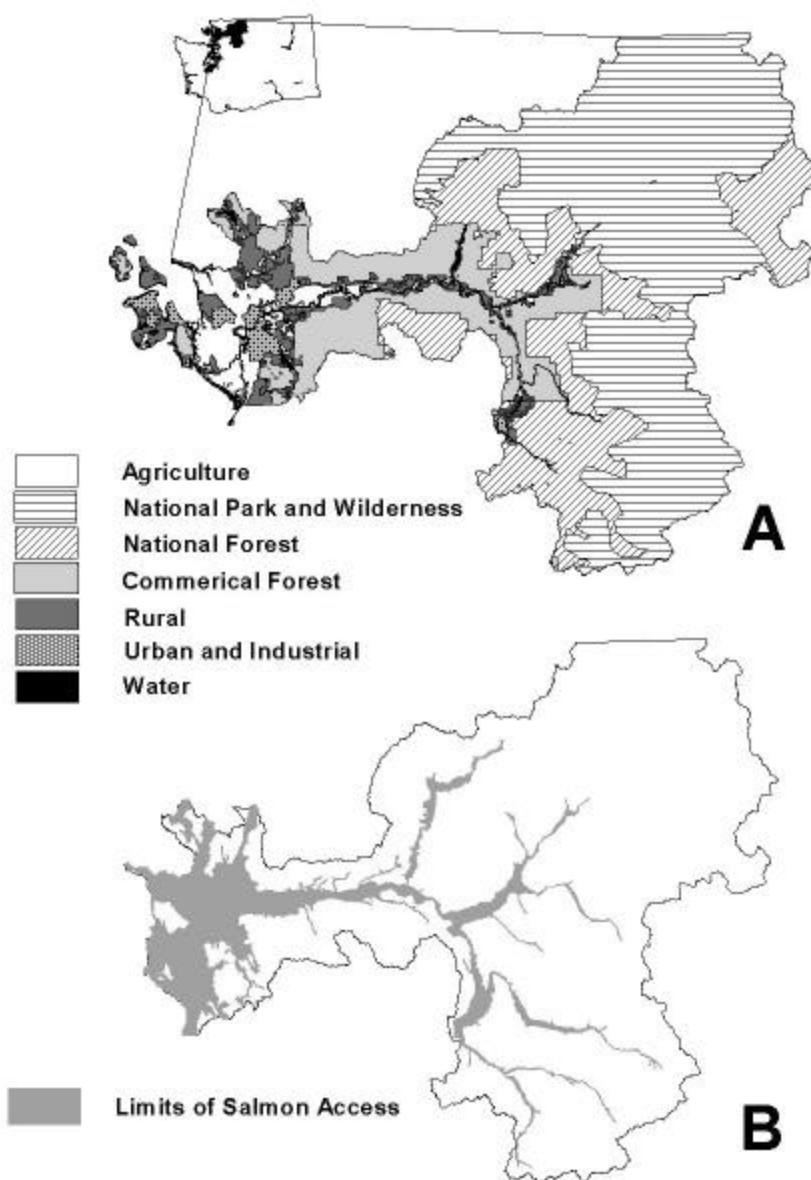 Agriculture
National Park and Wilderness
National Forest
Commerical Forest
Rural
Urban and Industrial
Water
A
Limits of Salmon Access
B